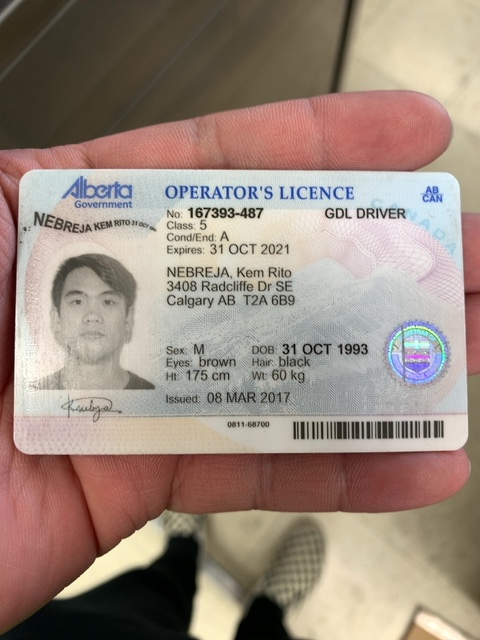 Alberta
Government
OPERATOR'S LICENCE
AB
CAN
No: 167393-487 GDL DRIVER
Class: 5
Cond/End: A
Expires: 31 OCT 2021
NEBREJA KEM RITO 31 OCT
NEBREJA, Kem Rito
3408 Radcliffe Dr SE
Calgary AB T2A 6B9
CANADA
Sex: M DOB: 31 OCT 1993
Eyes: brown Hair: black
Ht: 175 cm Wt: 60 kg
Issued: 08 MAR 2017
0811-68700